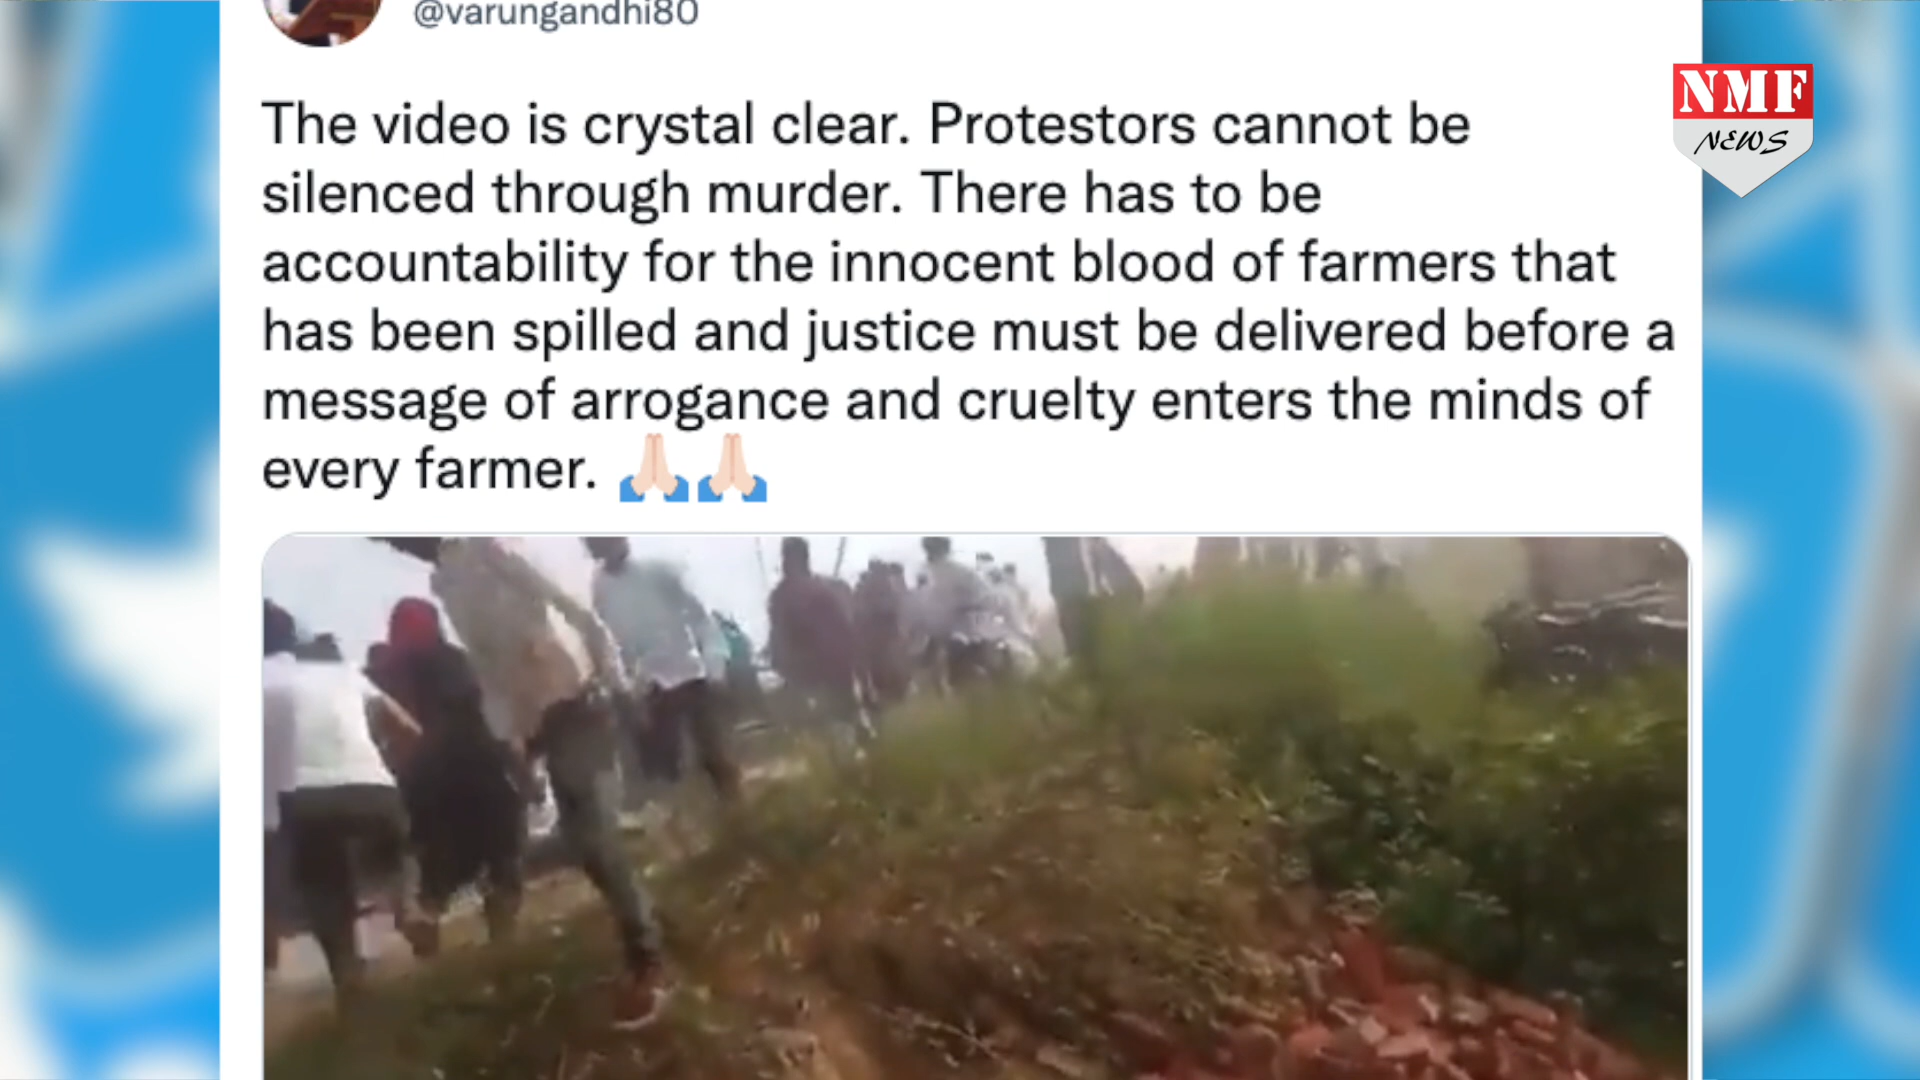 @varungandhi80
The video is crystal clear. Protestors cannot be
silenced through murder. There has to be
accountability for the innocent blood of farmers that
has been spilled and justice must be delivered before a
message of arrogance and cruelty enters the minds of
every farmer. 🙏🏻🙏🏻
NMF
NEWS